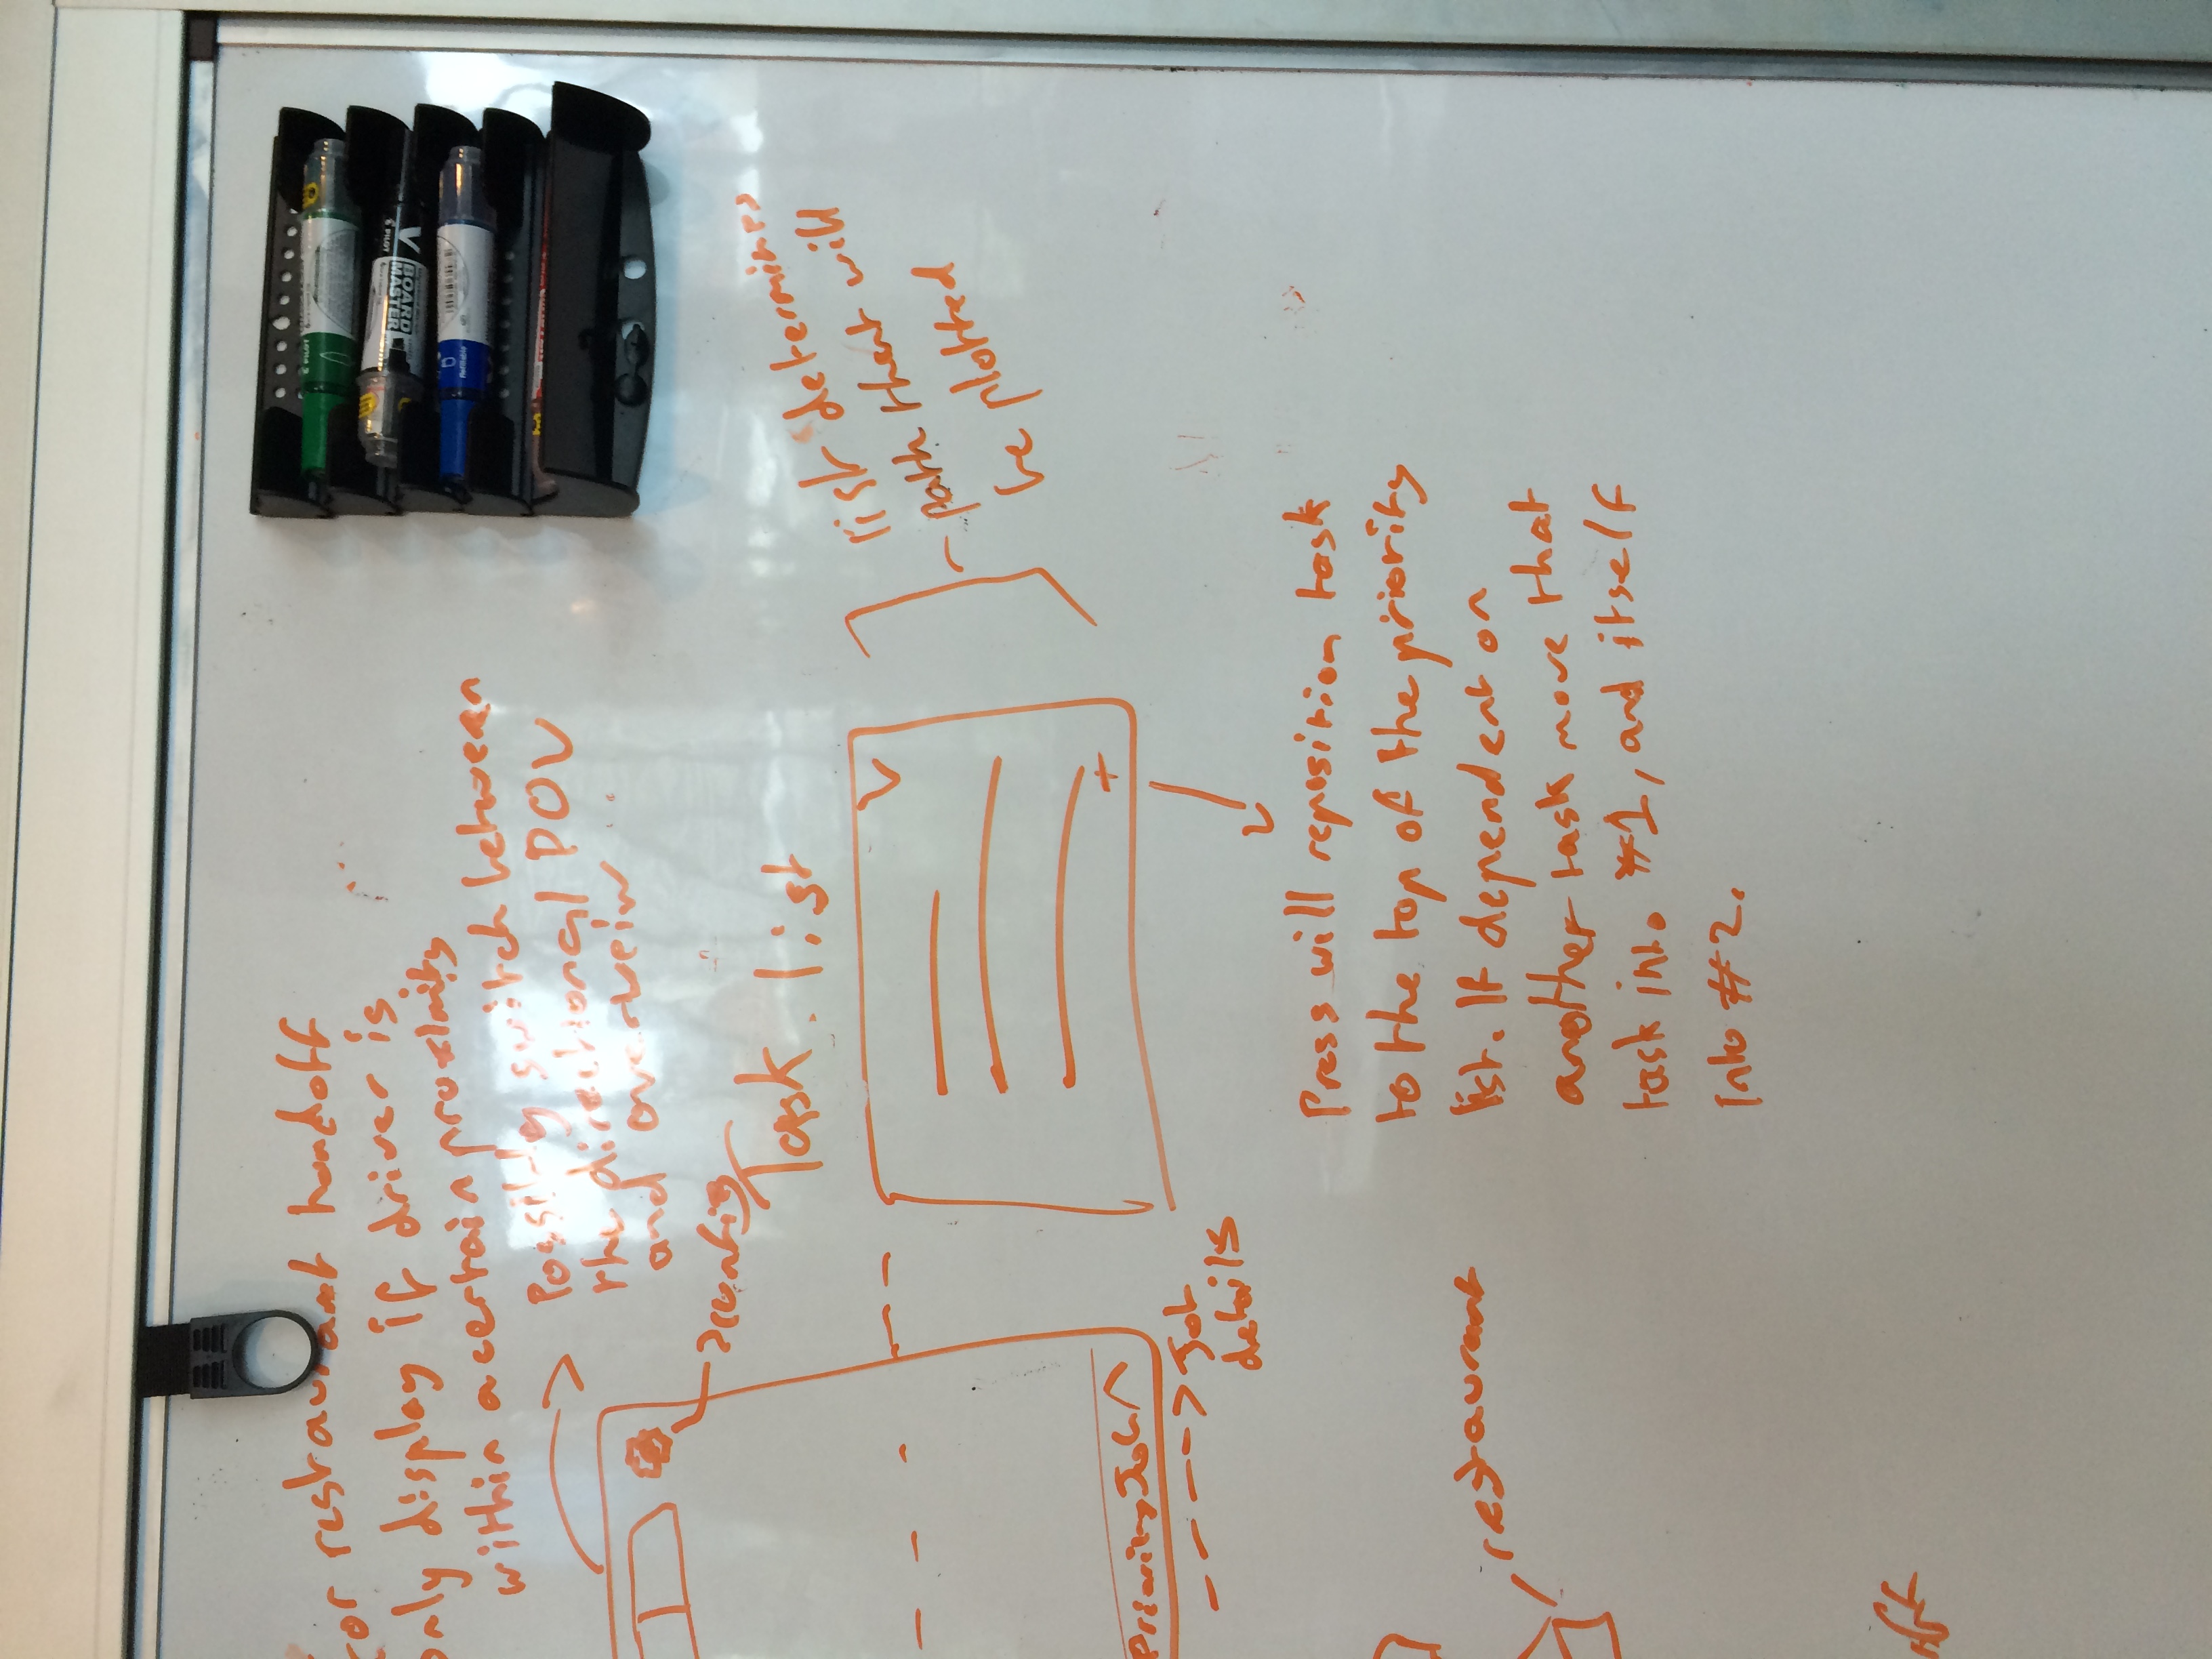 For restaurant handoff
only display if driver is
within a certain proximity
Possibly switch between
the directional POV
and overveiw
config
Task list
list determines
path that will
be plotted
Priority Job
Job
details
Press will reposition task
to the top of the priority
list. If dependent on
another task move that
task into #1, and itself
into #2.
restaurant
V
BOARD
MASTER
PILOT
Refillable